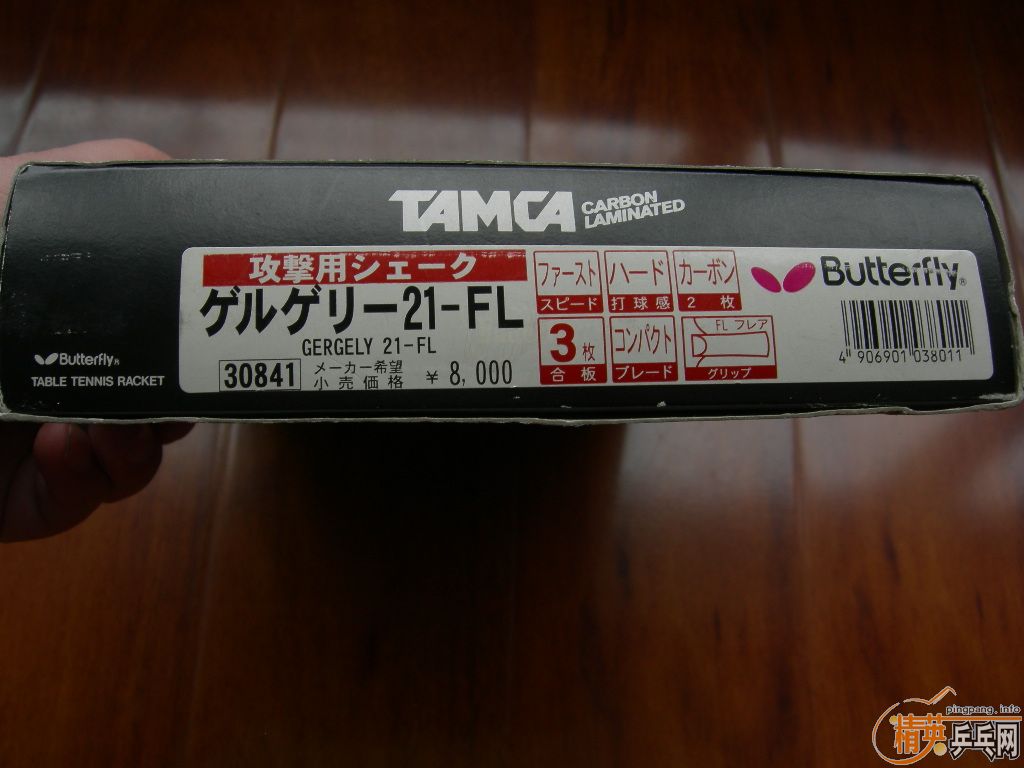 TAMCA CARBON LAMINATED
攻撃用シェーク
ゲルゲリー21-FL
GERGELY 21-FL
30841 メーカー希望小売価格 ¥ 8,000
ファースト
スピード
ハード
打球感
カーボン
2 枚
3枚
合板
コンパクト
ブレード
FL フレア
グリップ
Butterfly®
4 906901 038011
Butterfly®
TABLE TENNIS RACKET
pingpang.info
精英乒乓网